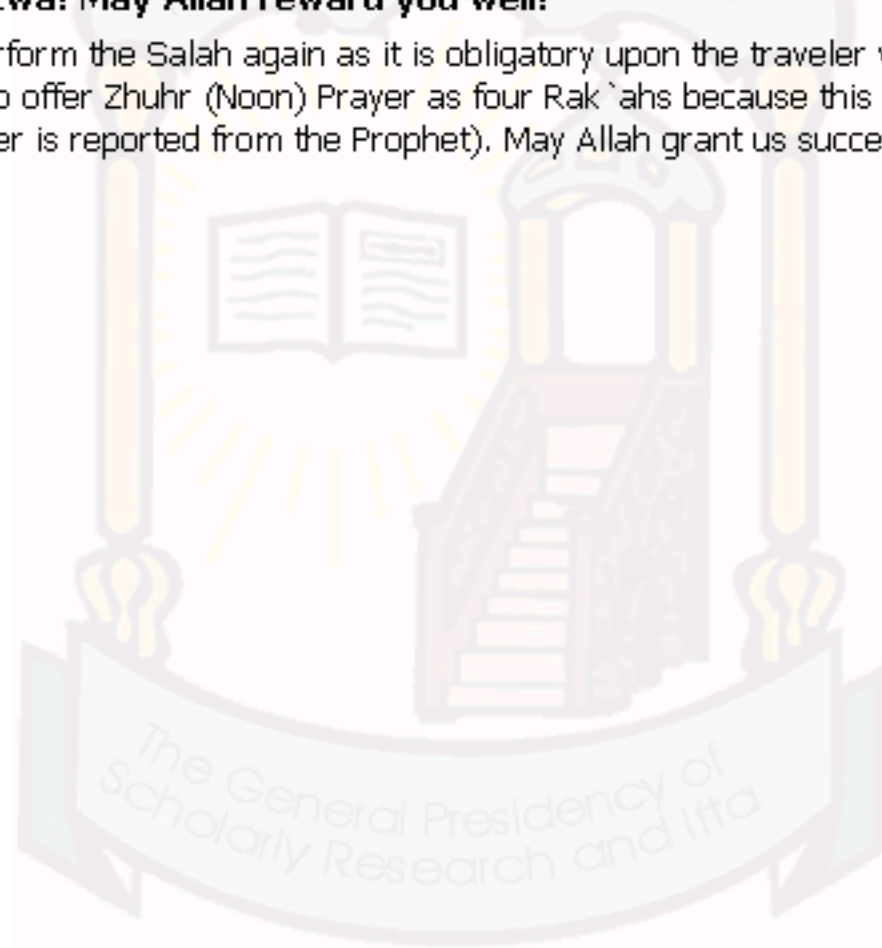 May Allah reward you well!
form the Salah again as it is obligatory upon the traveler
offer Zhuhr (Noon) Prayer as four Rak`ahs because this
er is reported from the Prophet). May Allah grant us succe
The General Presidency of
Scholarly Research and Ifta